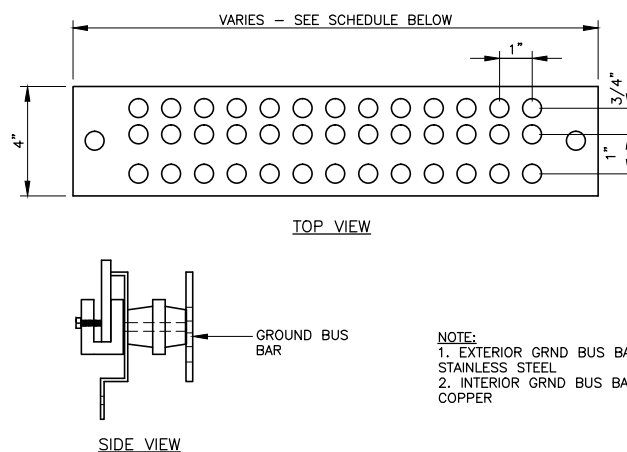 VARIES – SEE SCHEDULE BELOW
1"
3/4"
4"
1"
TOP VIEW
GROUND BUS
BAR
SIDE VIEW
NOTE:
1. EXTERIOR GRND BUS
STAINLESS STEEL
2. INTERIOR GRND BUS
COPPER